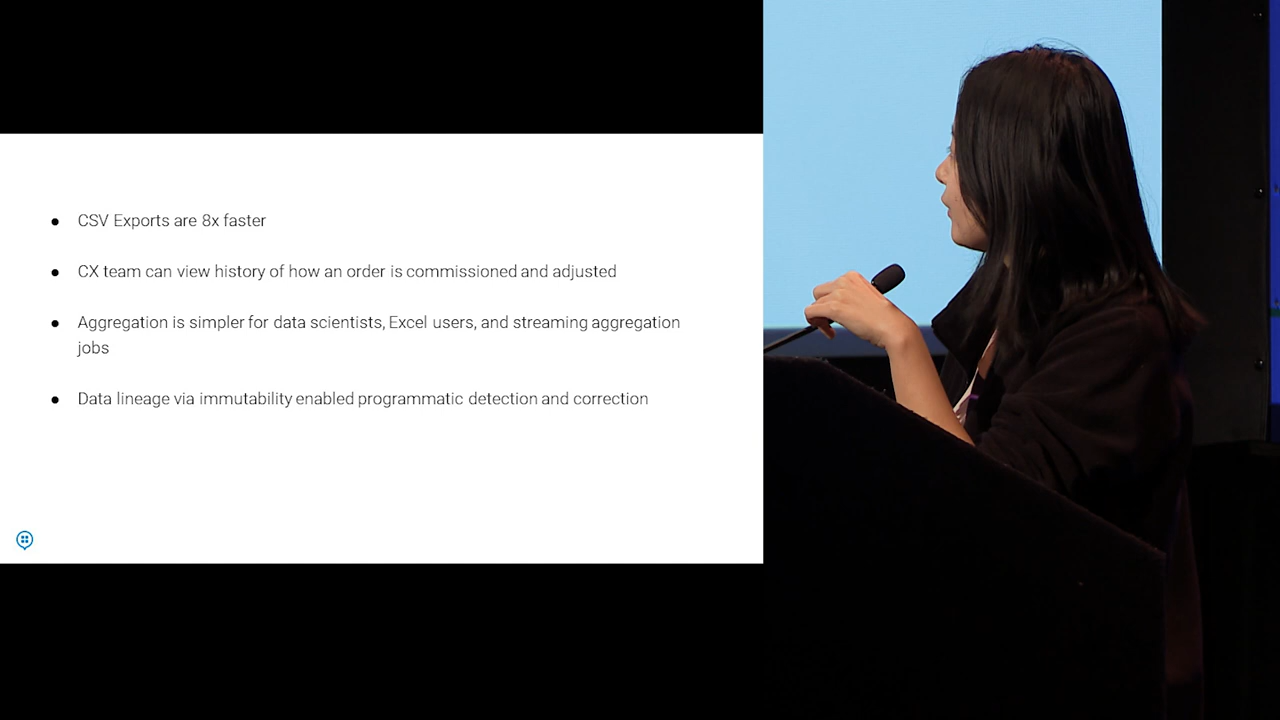 ● CSV Exports are 8x faster
● CX team can view history of how an order is commissioned and adjusted
● Aggregation is simpler for data scientists, Excel users, and streaming aggregation
jobs
● Data lineage via immutability enabled programmatic detection and correction